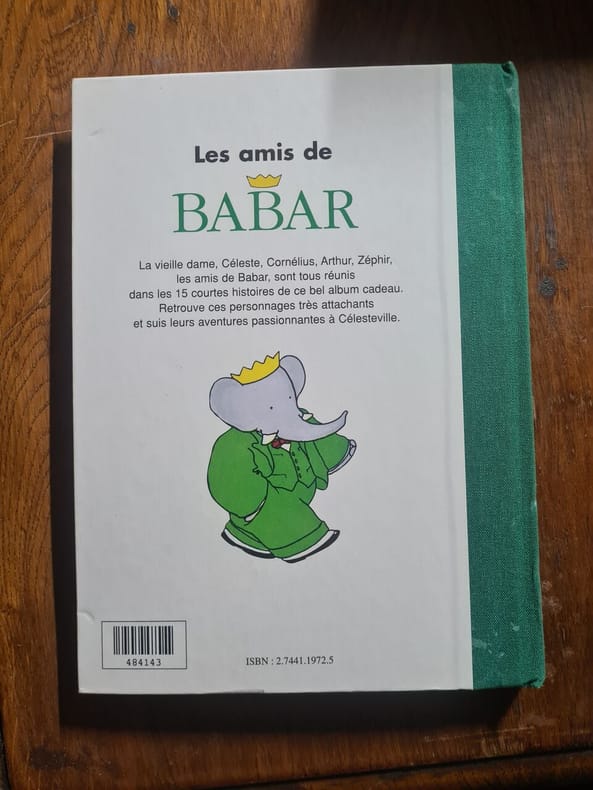 Les amis de
BABAR
La vieille dame, Céleste, Cornélius, Arthur, Zéphir,
les amis de Babar, sont tous réunis
dans les 15 courtes histoires de ce bel album cadeau.
Retrouve ces personnages très attachants
et suis leurs aventures passionnantes à Célesteville.
484143
ISBN : 2.7441.1972.5